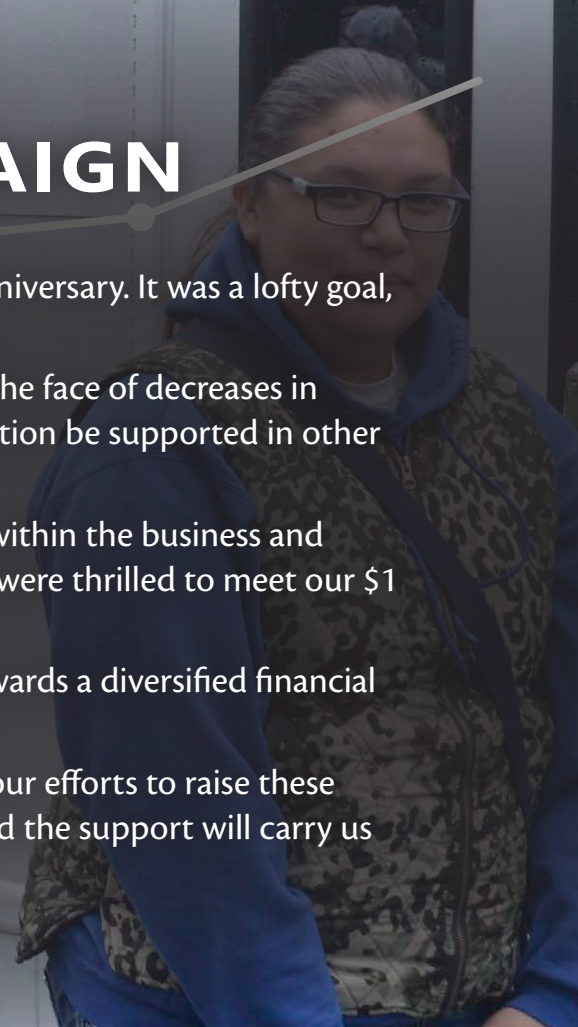 AIGN
niversary. It was a lofty goal,
he face of decreases in
tion be supported in other
within the business and
were thrilled to meet our $1
wards a diversified financial
our efforts to raise these
d the support will carry us